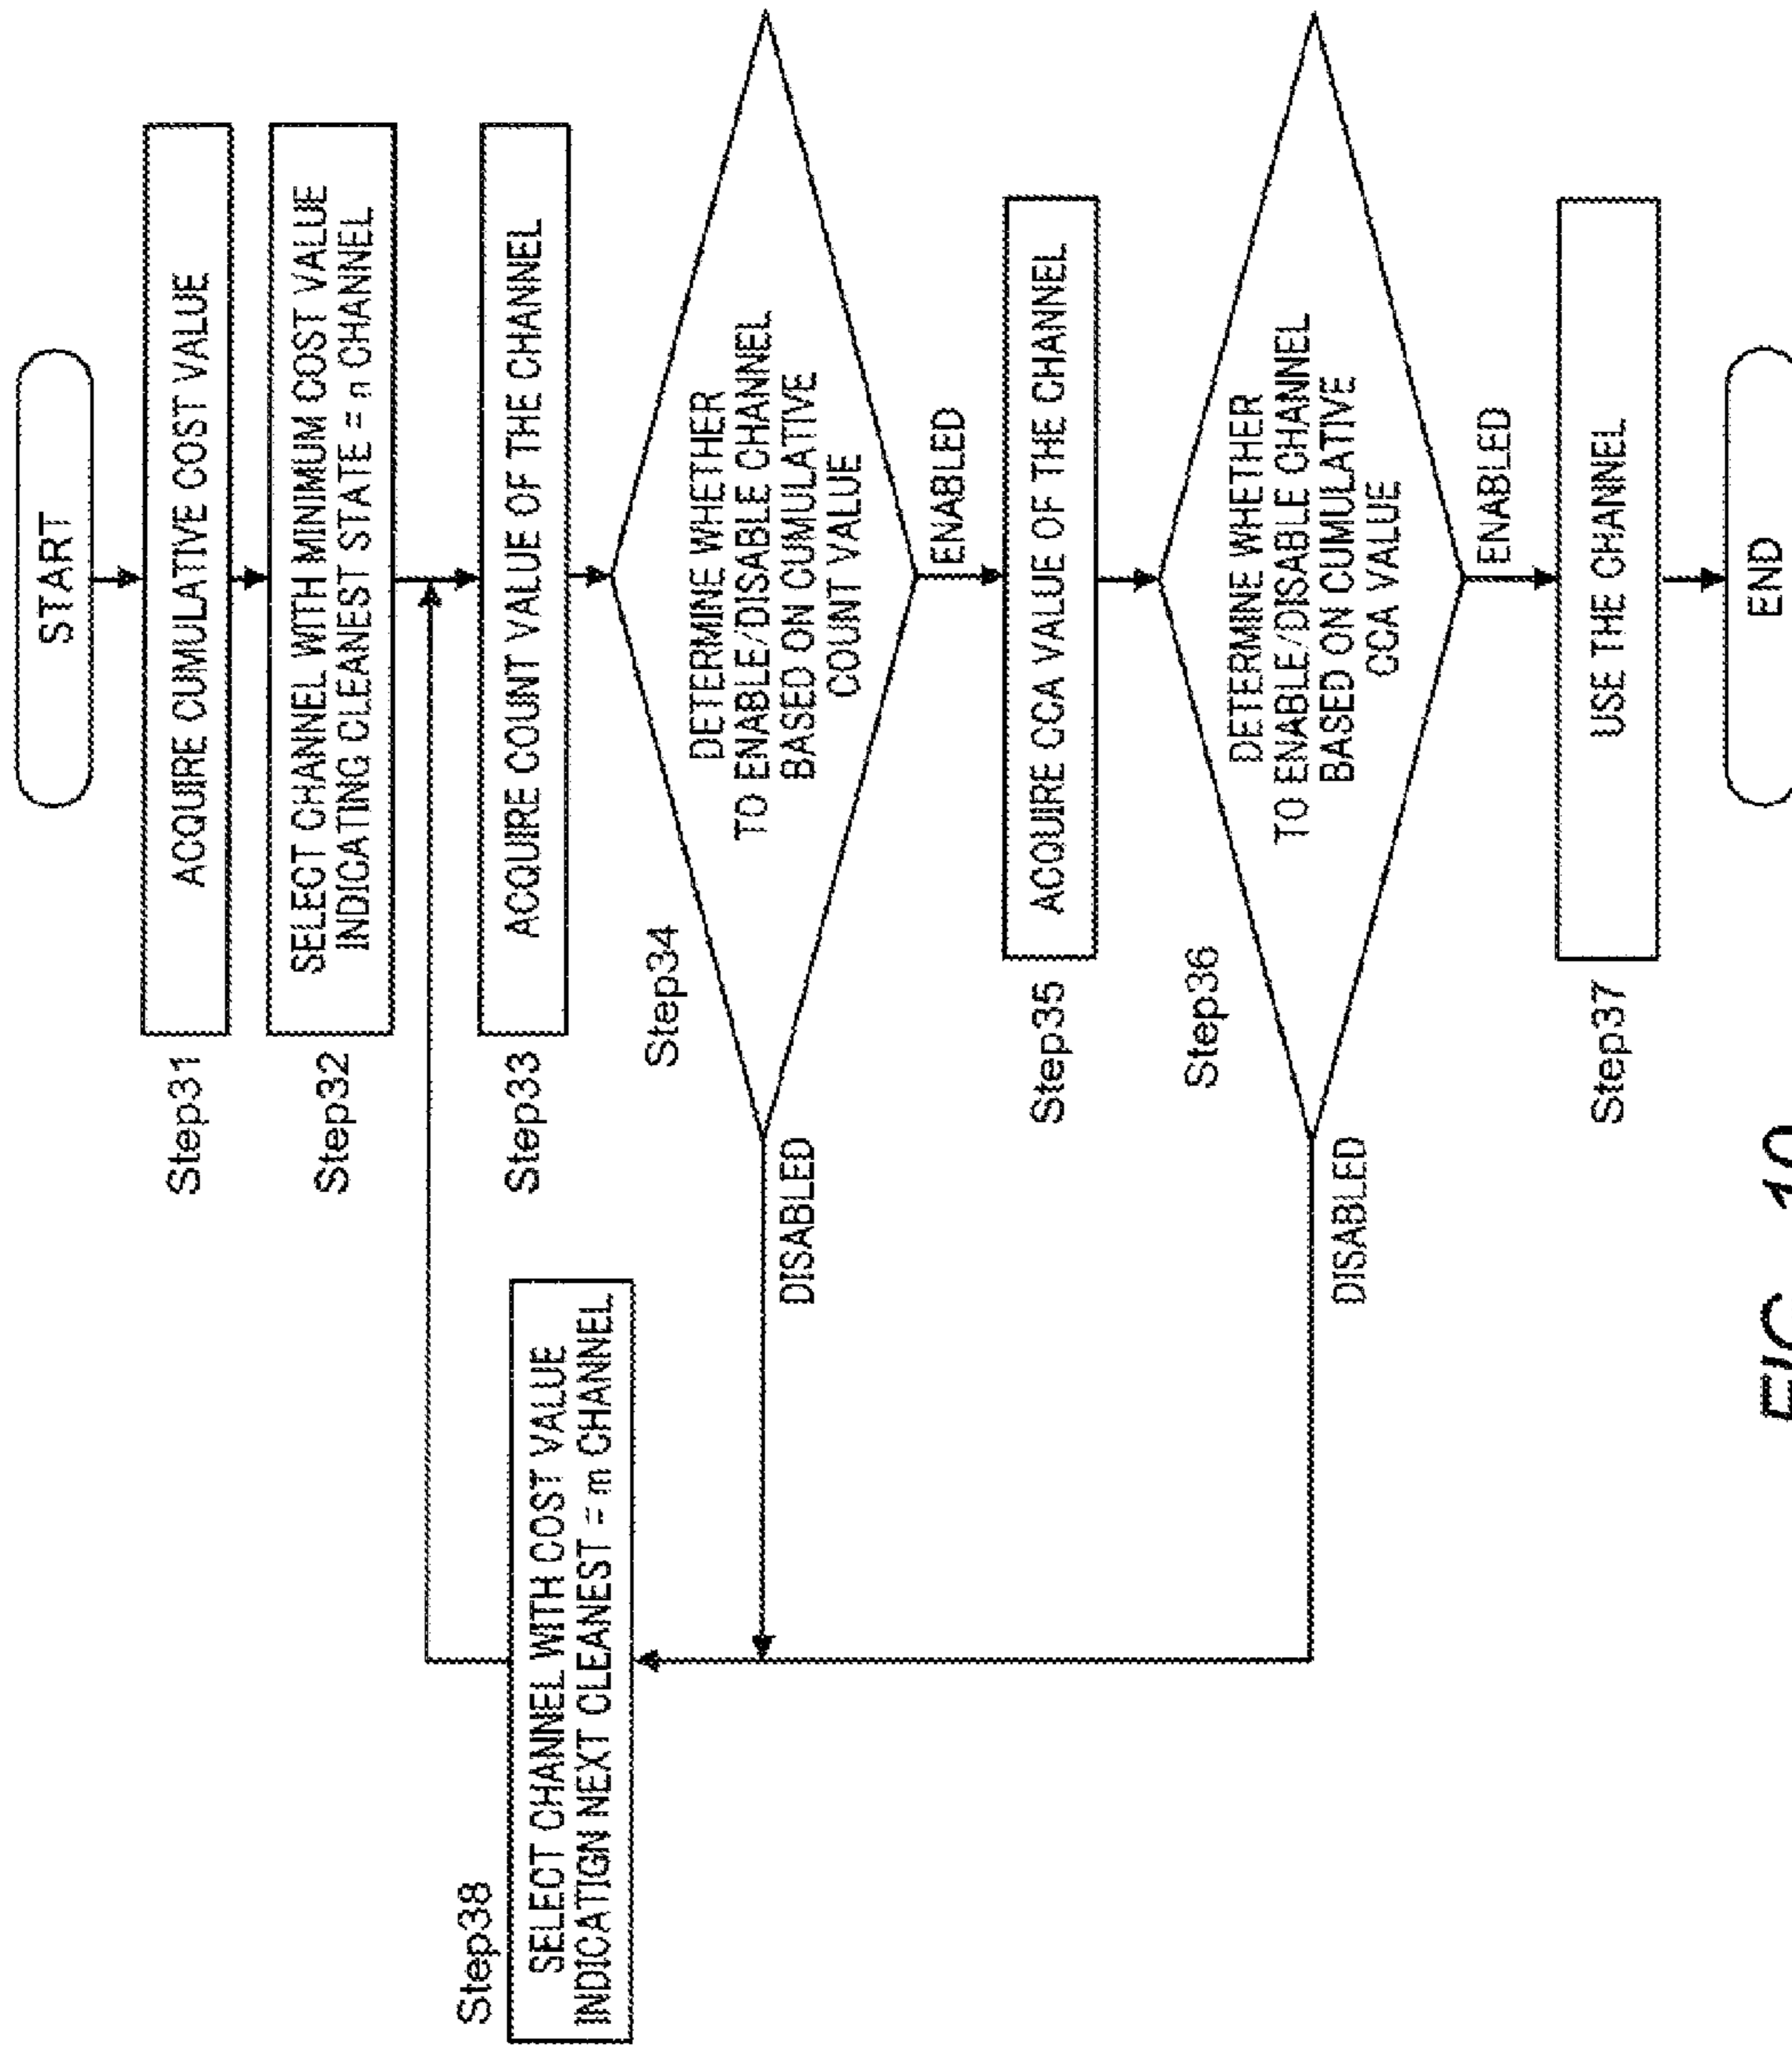 START
Step31
ACQUIRE CUMULATIVE COST VALUE
Step32
SELECT CHANNEL WITH MINIMUM COST VALUE
INDICATING CLEANEST STATE = n CHANNEL
Step33
ACQUIRE COUNT VALUE OF THE CHANNEL
Step34
DETERMINE WHETHER
TO ENABLE/DISABLE CHANNEL
BASED ON CUMULATIVE
COUNT VALUE
DISABLED
ENABLED
Step38
SELECT CHANNEL WITH COST VALUE
INDICATIGN NEXT CLEANEST = m CHANNEL
Step35
ACQUIRE CCA VALUE OF THE CHANNEL
Step36
DETERMINE WHETHER
TO ENABLE/DISABLE CHANNEL
BASED ON CUMULATIVE
CCA VALUE
DISABLED
ENABLED
Step37
USE THE CHANNEL
END